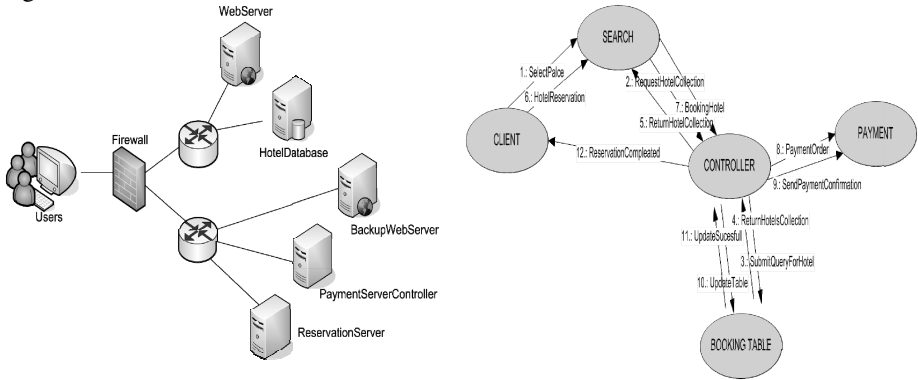 WebServer
HotelDatabase
Firewall
Users
BackupWebServer
PaymentServerController
ReservationServer
SEARCH
1.: SelectPalce
6.: HotelReservation
2.: RequestHotelCollection
7.: BookingHotel
5.: ReturnHotelCollection
CLIENT
12.: ReservationCompleated
CONTROLLER
8.: PaymentOrder
PAYMENT
9.: SendPaymentConfirmation
4.: ReturnHotelsCollection
11.: UpdateSucesfull
3.: SubmitQueryForHotel
10.: UpdateTable
BOOKING TABLE